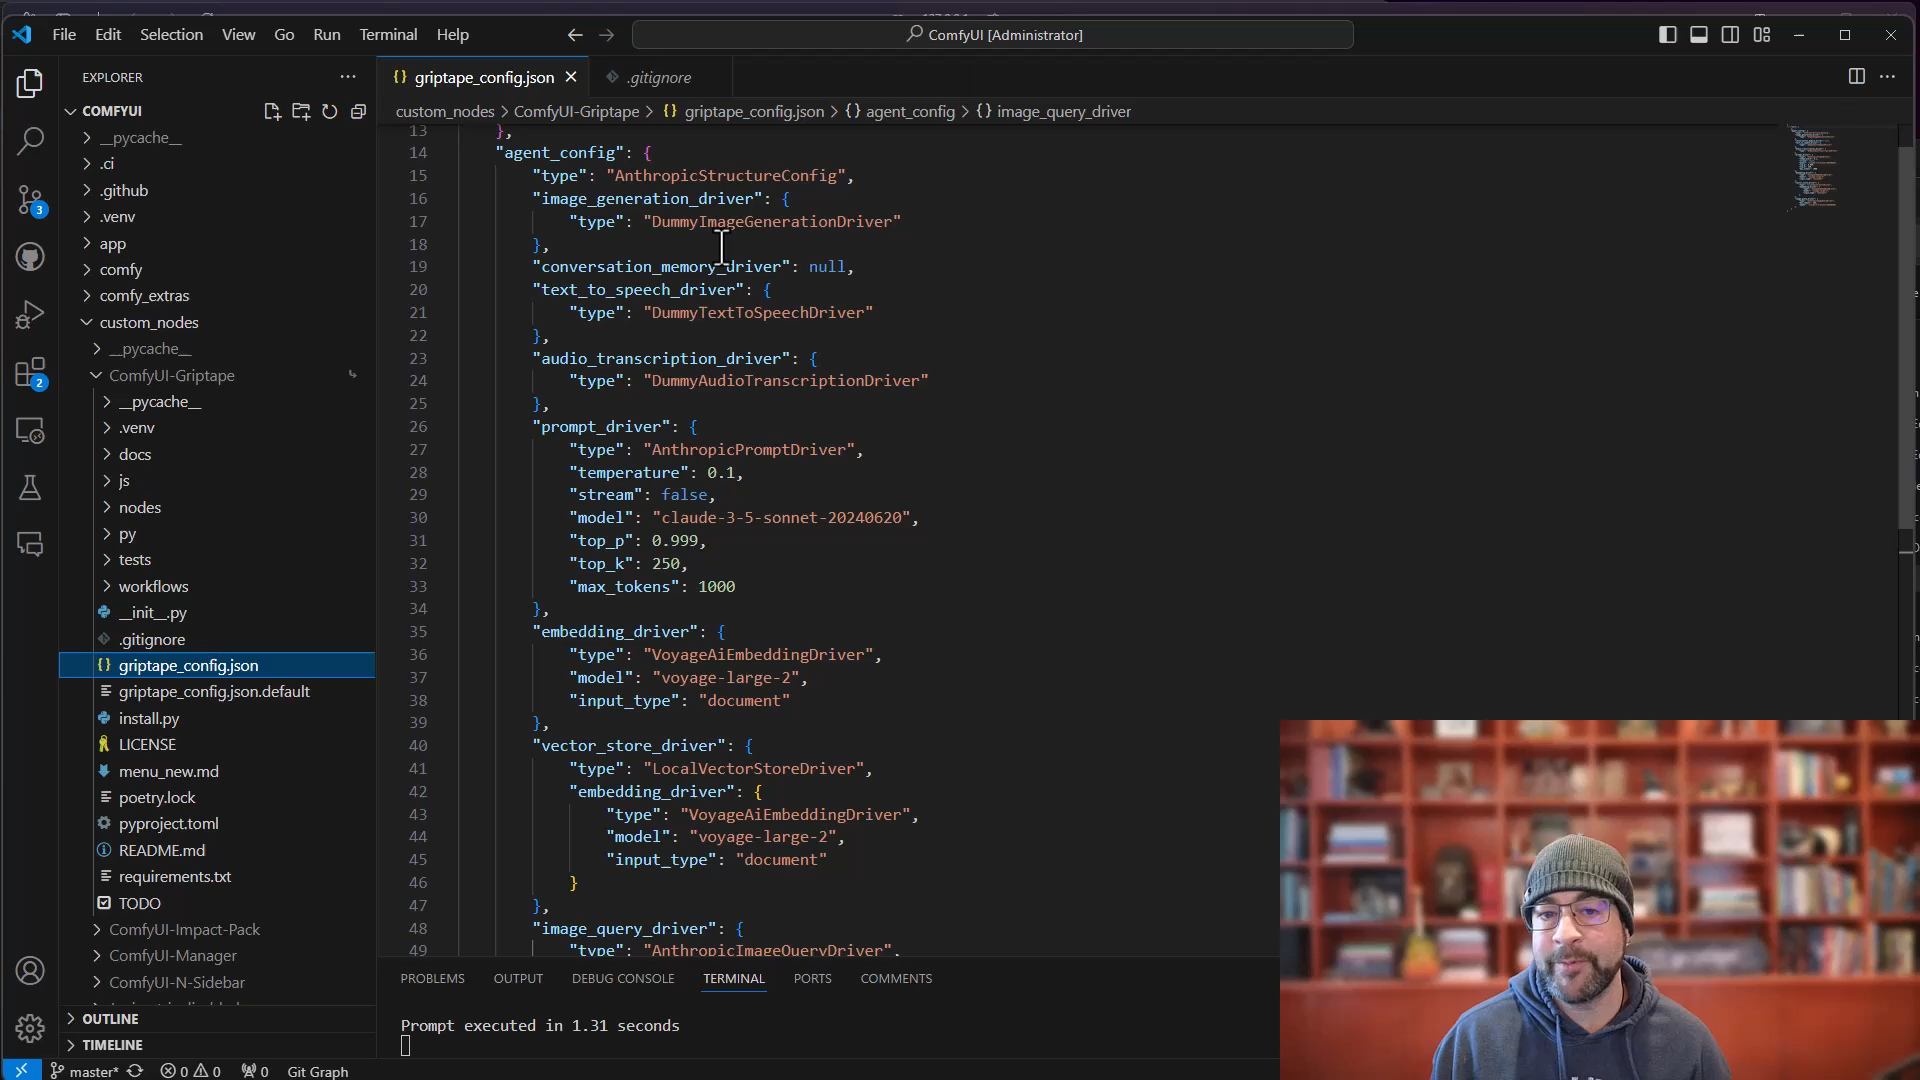 File Edit Selection View Go Run Terminal Help
ComfyUI [Administrator]
EXPLORER
griptape_config.json
.gitignore
custom_nodes > ComfyUI-Griptape > {} griptape_config.json > {} agent_config > {} image_query_driver
COMFYUI
__pycache__
.ci
.github
.venv
app
comfy
comfy_extras
custom_nodes
__pycache__
ComfyUI-Griptape
__pycache__
.venv
docs
js
nodes
py
tests
workflows
__init__.py
.gitignore
griptape_config.json
griptape_config.json.default
install.py
LICENSE
menu_new.md
poetry.lock
pyproject.toml
README.md
requirements.txt
TODO
ComfyUI-Impact-Pack
ComfyUI-Manager
ComfyUI-N-Sidebar
OUTLINE
TIMELINE
3
2
13 },
14 "agent_config": {
15 "type": "AnthropicStructureConfig",
16 "image_generation_driver": {
17 "type": "DummyImageGenerationDriver"
18 },
19 "conversation_memory_driver": null,
20 "text_to_speech_driver": {
21 "type": "DummyTextToSpeechDriver"
22 },
23 "audio_transcription_driver": {
24 "type": "DummyAudioTranscriptionDriver"
25 },
26 "prompt_driver": {
27 "type": "AnthropicPromptDriver",
28 "temperature": 0.1,
29 "stream": false,
30 "model": "claude-3-5-sonnet-20240620",
31 "top_p": 0.999,
32 "top_k": 250,
33 "max_tokens": 1000
34 },
35 "embedding_driver": {
36 "type": "VoyageAiEmbeddingDriver",
37 "model": "voyage-large-2",
38 "input_type": "document"
39 },
40 "vector_store_driver": {
41 "type": "LocalVectorStoreDriver",
42 "embedding_driver": {
43 "type": "VoyageAiEmbeddingDriver",
44 "model": "voyage-large-2",
45 "input_type": "document"
46 }
47 },
48 "image_query_driver": {
49 "type": "AnthropicImageQueryDriver",
PROBLEMS OUTPUT DEBUG CONSOLE TERMINAL PORTS COMMENTS
Prompt executed in 1.31 seconds
master* 0 0 0 Git Graph